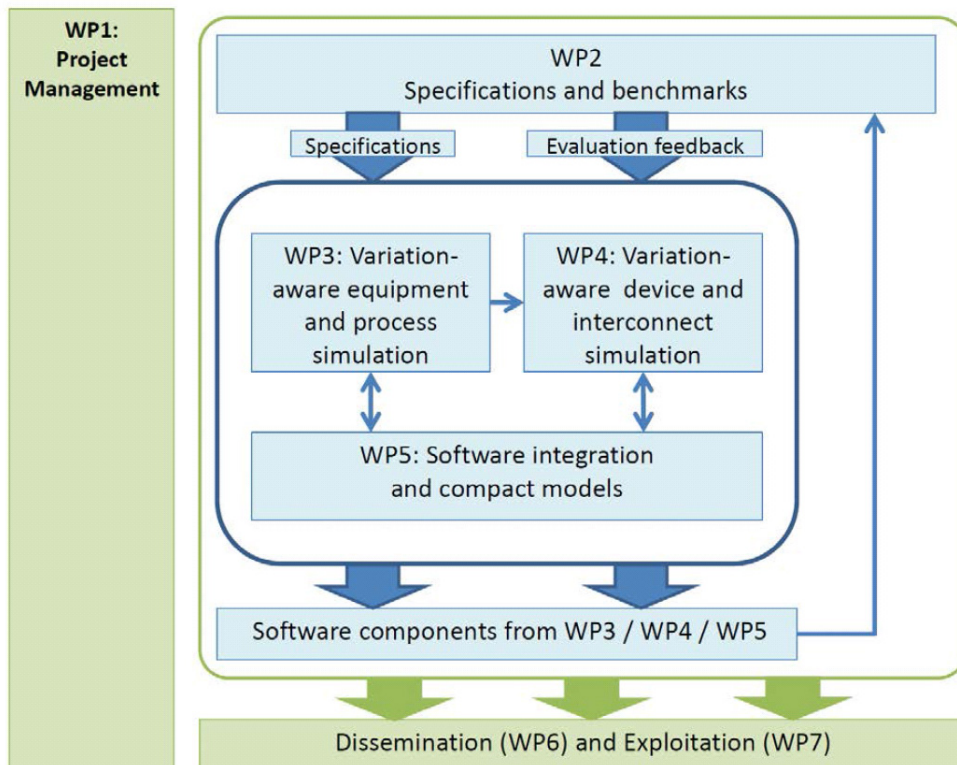 WP1:
Project
Management
WP2
Specifications and benchmarks
Specifications
Evaluation feedback
WP3: Variation-
aware equipment
and process
simulation
WP4: Variation-
aware device and
interconnect
simulation
WP5: Software integration
and compact models
Software components from WP3 / WP4 / WP5
Dissemination (WP6) and Exploitation (WP7)